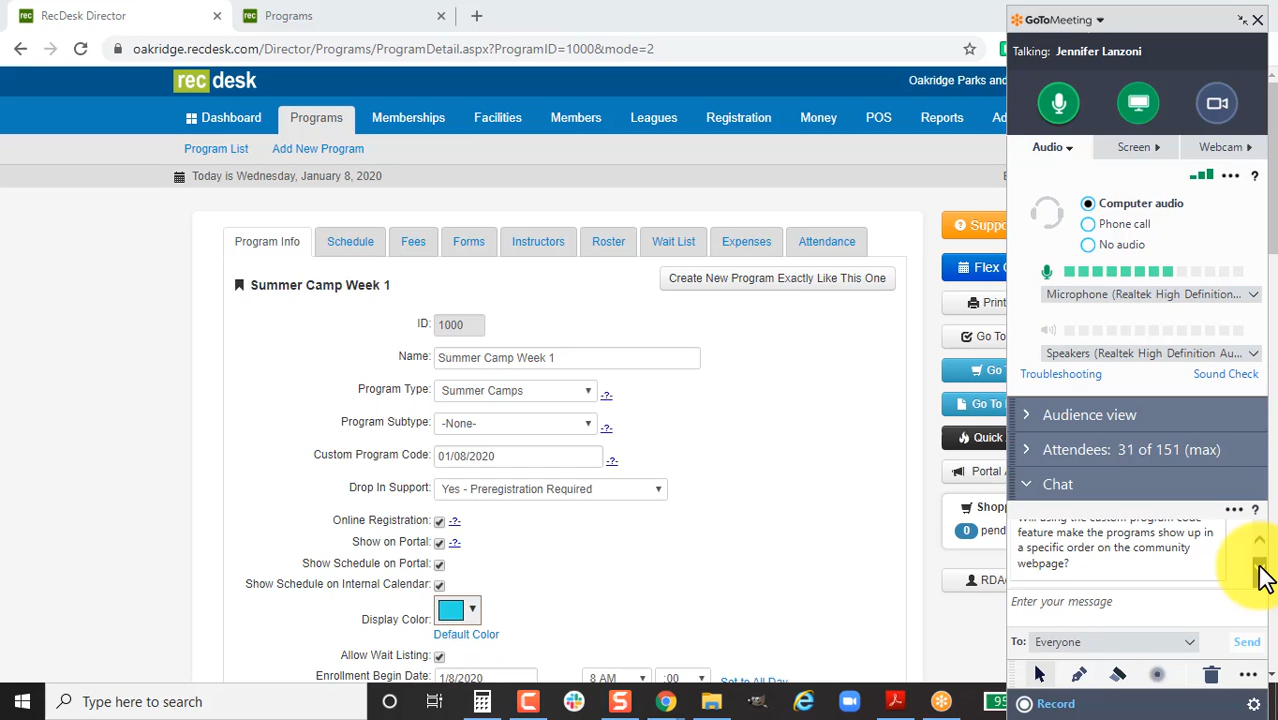 RecDesk Director
Programs
oakridge.recdesk.com/Director/Programs/ProgramDetail.aspx?ProgramID=1000&mode=2
rec desk
Oakridge Parks and
Dashboard Programs Memberships Facilities Members Leagues Registration Money POS Reports
Program List Add New Program
Today is Wednesday, January 8, 2020
Program Info Schedule Fees Forms Instructors Roster Wait List Expenses Attendance
Summer Camp Week 1
Create New Program Exactly Like This One
ID: 1000
Name: Summer Camp Week 1
Program Type: Summer Camps -?-
Program Subtype: -None- -?-
Custom Program Code: 01/08/2020 -?-
Drop In Support: Yes - Preregistration Required
Online Registration: -?-
Show on Portal: -?-
Show Schedule on Portal:
Show Schedule on Internal Calendar:
Display Color:
Default Color
Allow Wait Listing:
Enrollment Begin Date: 1/8/2020 8 AM :00 Set to All Day
Flex
Print
Go To
Go
Go To
Quick
Portal
0 pend
GoToMeeting
Talking: Jennifer Lanzoni
Audio Screen Webcam
?
Computer audio
Phone call
No audio
Microphone (Realtek High Definition...
Speakers (Realtek High Definition Au...
Troubleshooting Sound Check
Audience view
Attendees: 31 of 151 (max)
Chat
?
Will using the custom program code
feature make the programs show up in
a specific order on the community
webpage?
Enter your message
To: Everyone Send
Record
Type here to search